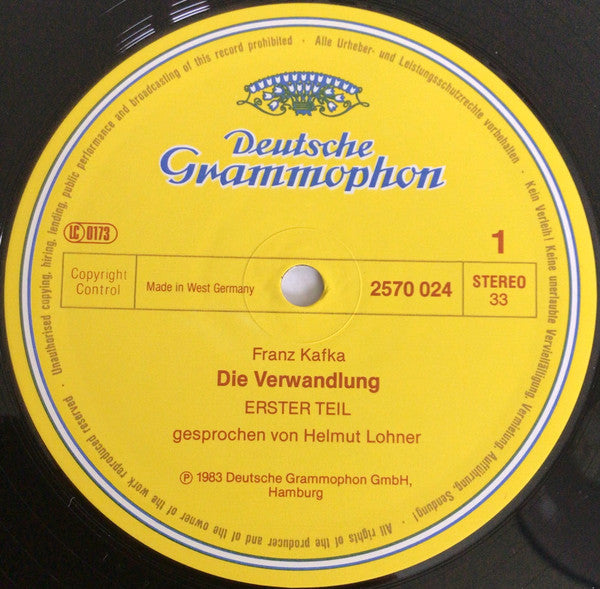 Deutsche
Grammophon
LC 0173
1
Copyright
Control
Made in West Germany
2570 024
STEREO
33
Franz Kafka
Die Verwandlung
ERSTER TEIL
gesprochen von Helmut Lohner
℗ 1983 Deutsche Grammophon GmbH,
Hamburg
· Alle Urheber- und Leistungsschutzrechte vorbehalten · Kein Verleih! Keine unerlaubte Vervielfältigung, Vermietung, Aufführung, Sendung! · All rights of the producer and of the owner of the work reproduced reserved · Unauthorised copying, hiring, lending, public performance and broadcasting of this record prohibited